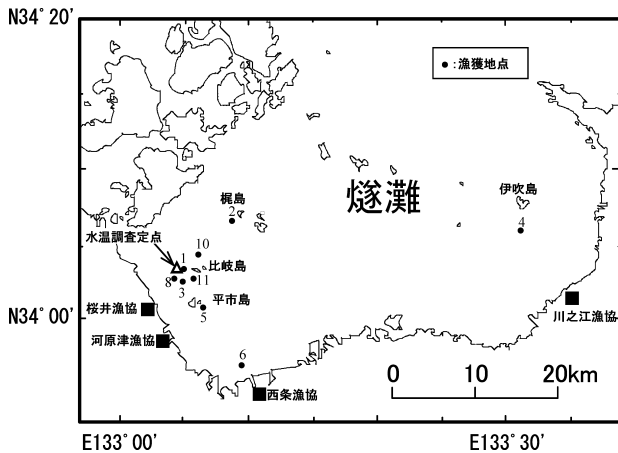 N34°20'
●:漁獲地点
燧灘
梶島
2
伊吹島
4
水温調査定点
10
1
比岐島
8
3
11
平市島
5
N34°00'
桜井漁協
川之江漁協
河原津漁協
6
西条漁協
0 10 20km
E133°00'
E133°30'